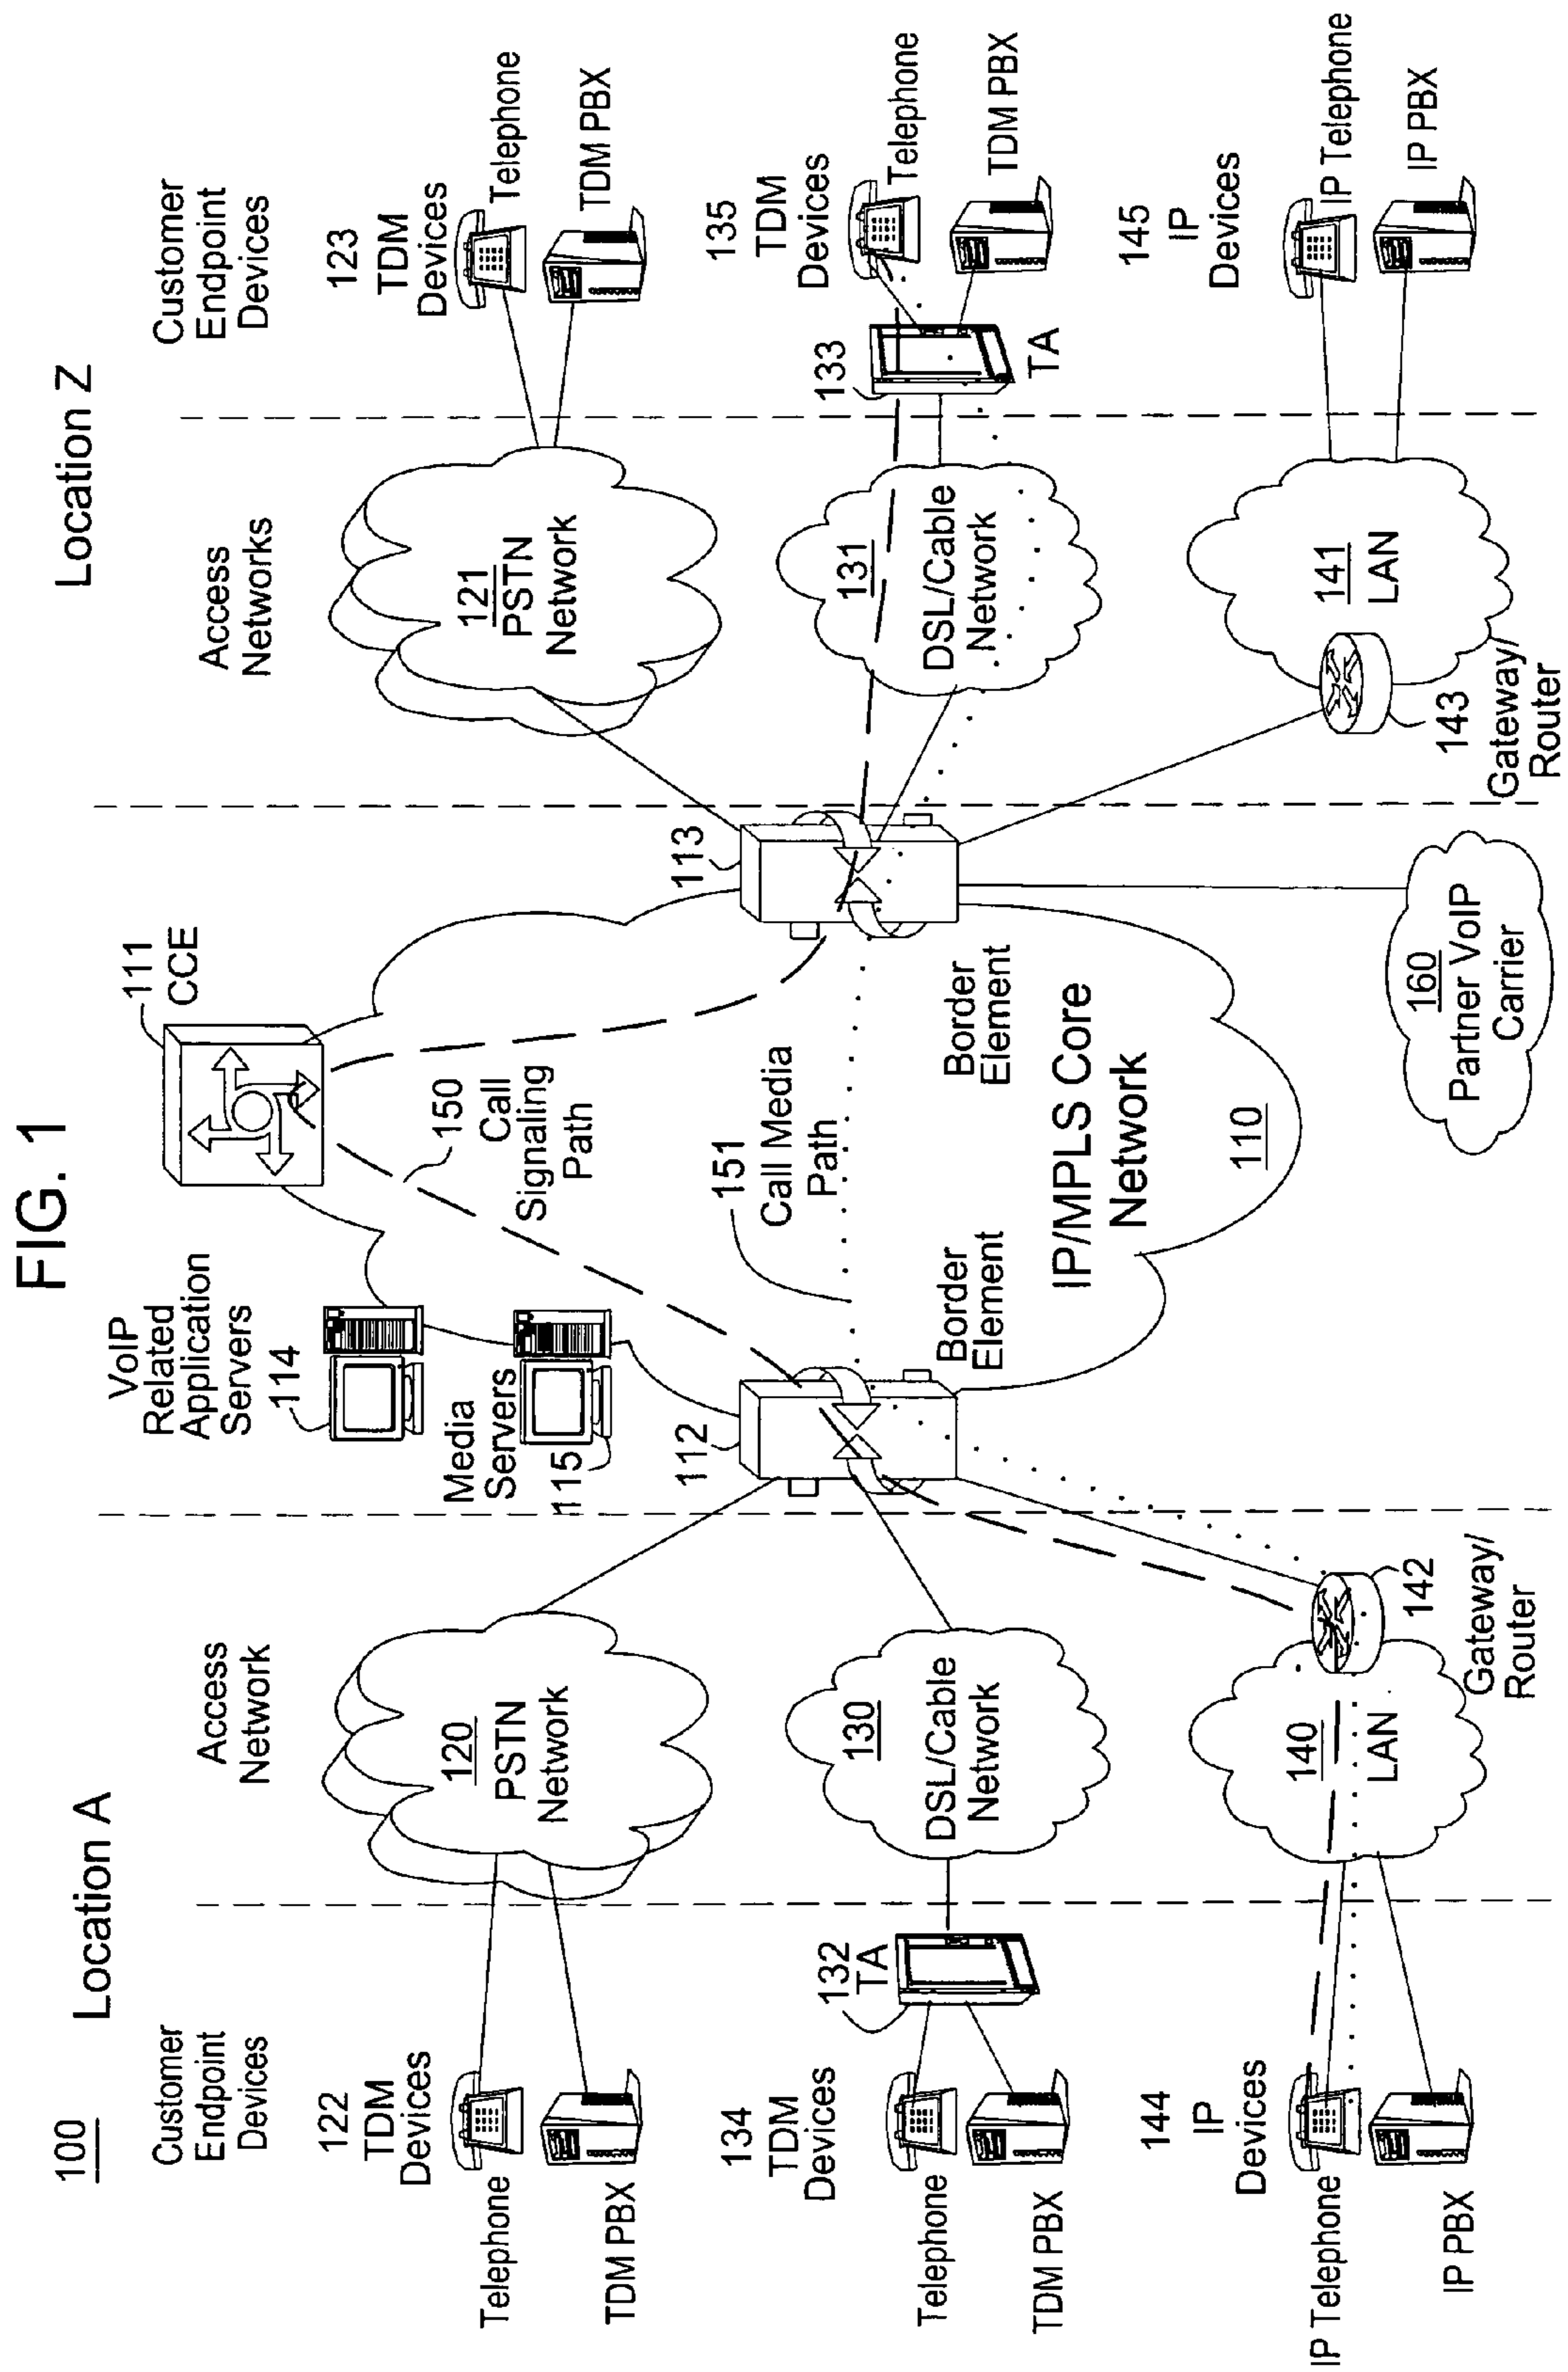 FIG. 1
100
Location A
Location Z
Customer
Endpoint
Devices
Access
Network
VoIP
Related
Application
Servers
114
111
CCE
Access
Networks
Customer
Endpoint
Devices
122
TDM
Devices
Telephone
TDM PBX
120
PSTN
Network
Media
Servers
115
150
Call
Signaling
Path
121
PSTN
Network
123
TDM
Devices
Telephone
TDM PBX
134
TDM
Devices
Telephone
TDM PBX
132
TA
130
DSL/Cable
Network
112
Border
Element
151
Call Media
Path
113
Border
Element
131
DSL/Cable
Network
133
TA
135
TDM
Devices
Telephone
TDM PBX
IP/MPLS Core
Network
110
144
IP
Devices
IP Telephone
IP PBX
140
LAN
142
Gateway/
Router
160
Partner VoIP
Carrier
141
LAN
143
Gateway/
Router
145
IP
Devices
IP Telephone
IP PBX